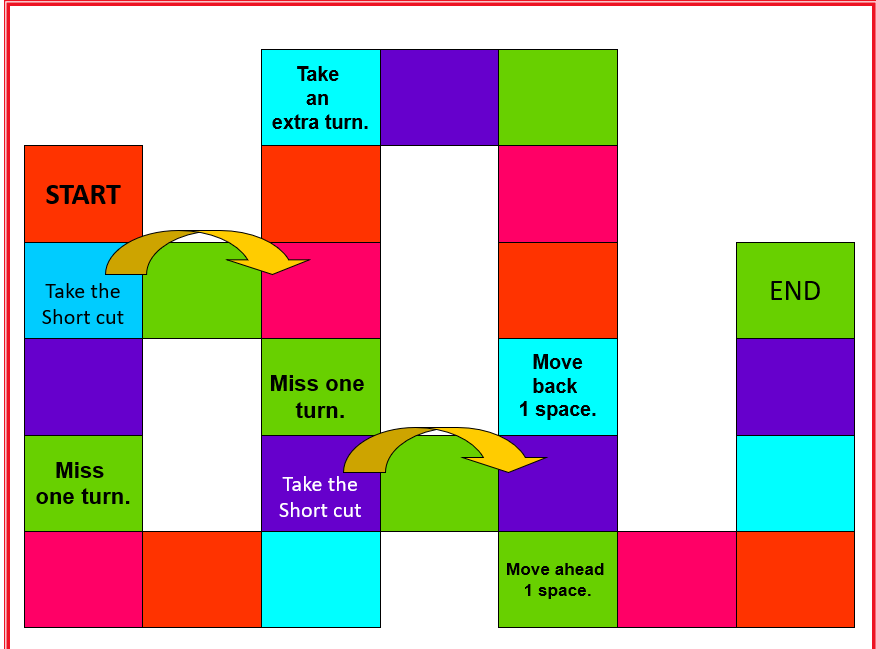 Take
an
extra turn.
START
Take the
Short cut
END
Miss one
turn.
Move
back
1 space.
Miss
one turn.
Take the
Short cut
Move ahead
1 space.